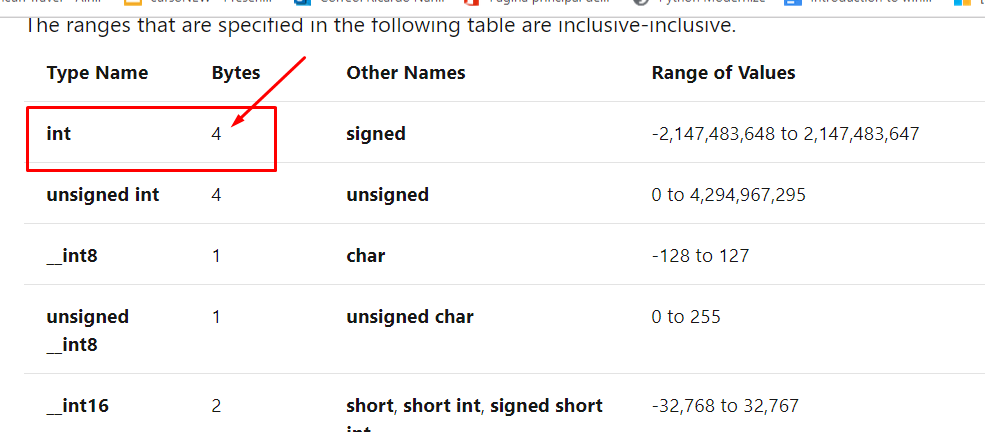 The ranges that are specified in the following table are inclusive-inclusive.
Type Name Bytes Other Names Range of Values
int 4 signed -2,147,483,648 to 2,147,483,647
unsigned int 4 unsigned 0 to 4,294,967,295
__int8 1 char -128 to 127
unsigned 1 unsigned char 0 to 255
__int8
__int16 2 short, short int, signed short -32,768 to 32,767
int